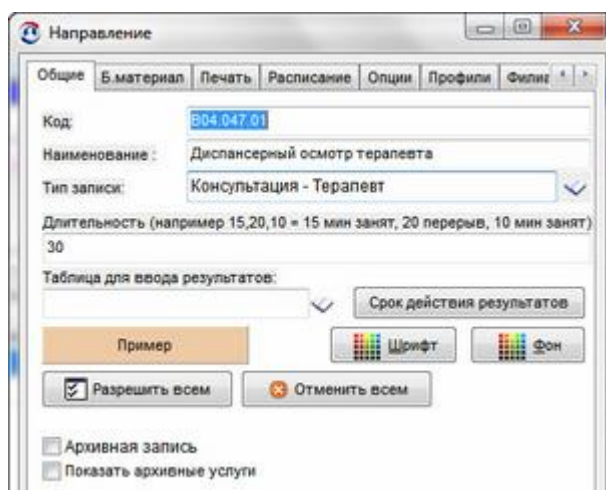 Направление
Общие Б.материал Печать Расписание Опции Профили
Код: B04.047.01
Наименование : Диспансерный осмотр терапевта
Тип записи: Консультация - Терапевт
Длительность (например 15,20,10 = 15 мин занят, 20 перерыв, 10 мин занят)
30
Таблица для ввода результатов:
Срок действия результатов
Пример Шрифт Фон
Разрешить всем Отменить всем
Архивная запись
Показать архивные услуги